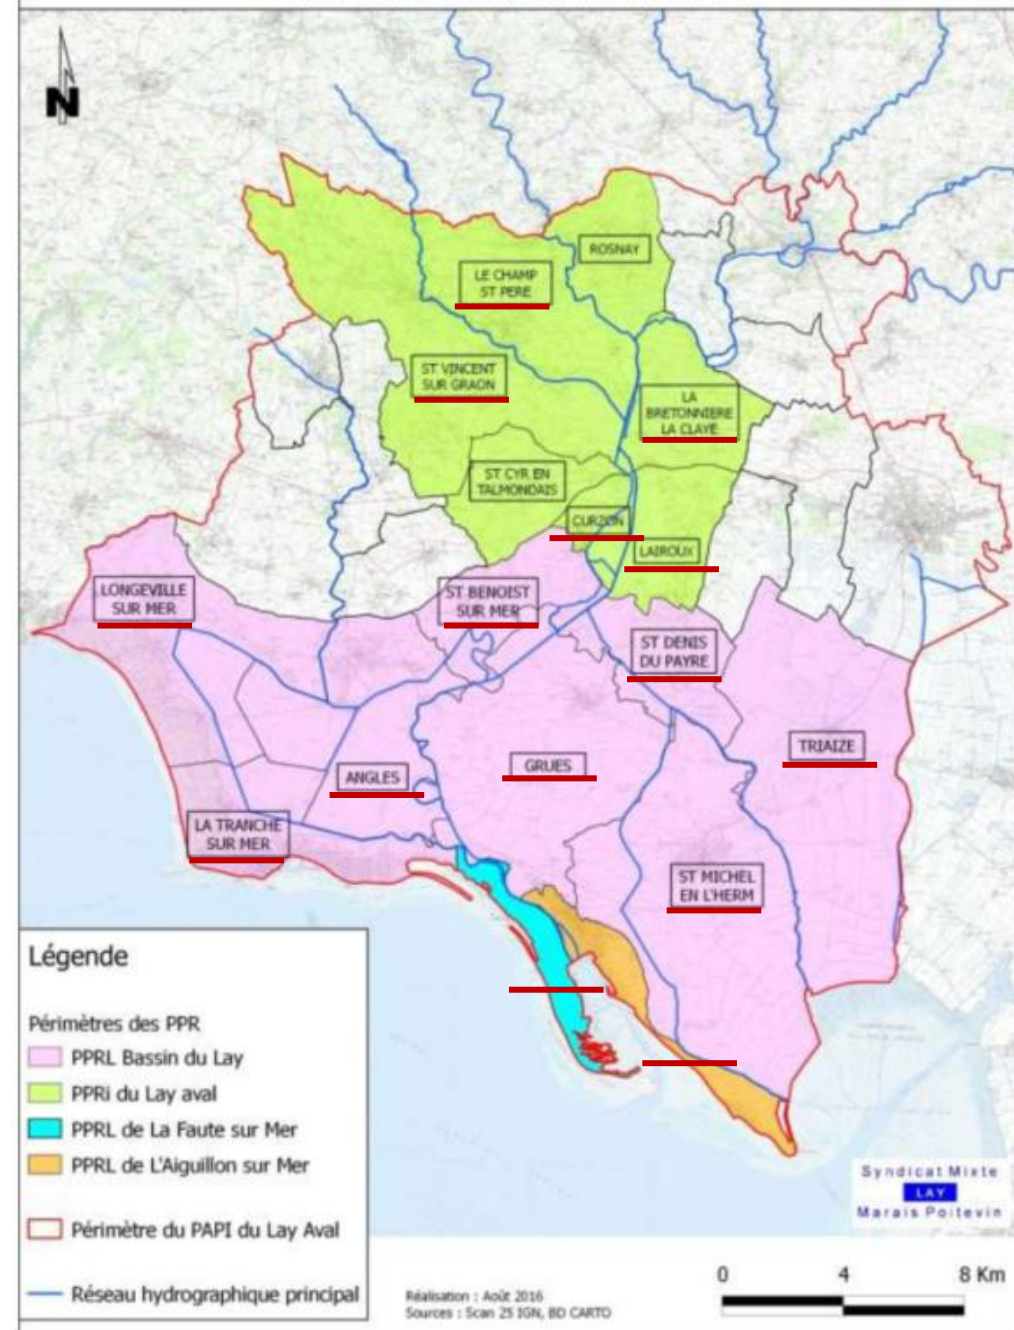 N
ROSNAY
LE CHAMP
ST PERE
ST VINCENT
SUR GRAON
LA
BRETONNIERE
LA CLAYE
ST CYR EN
TALMONDAIS
CURZON
LAIROUX
LONGEVILLE
SUR MER
ST BENOIST
SUR MER
ST DENIS
DU PAYRE
TRIAIZE
GRUES
ANGLES
LA TRANCHE
SUR MER
ST MICHEL
EN L'HERM
Légende
Périmètres des PPR
PPRL Bassin du Lay
PPRi du Lay aval
PPRL de La Faute sur Mer
PPRL de L'Aiguillon sur Mer
Périmètre du PAPI du Lay Aval
Réseau hydrographique principal
Syndicat Mixte
LAY
Marais Poitevin
0 4 8 Km
Réalisation : Août 2016
Sources : Scan 25 IGN, BD CARTO